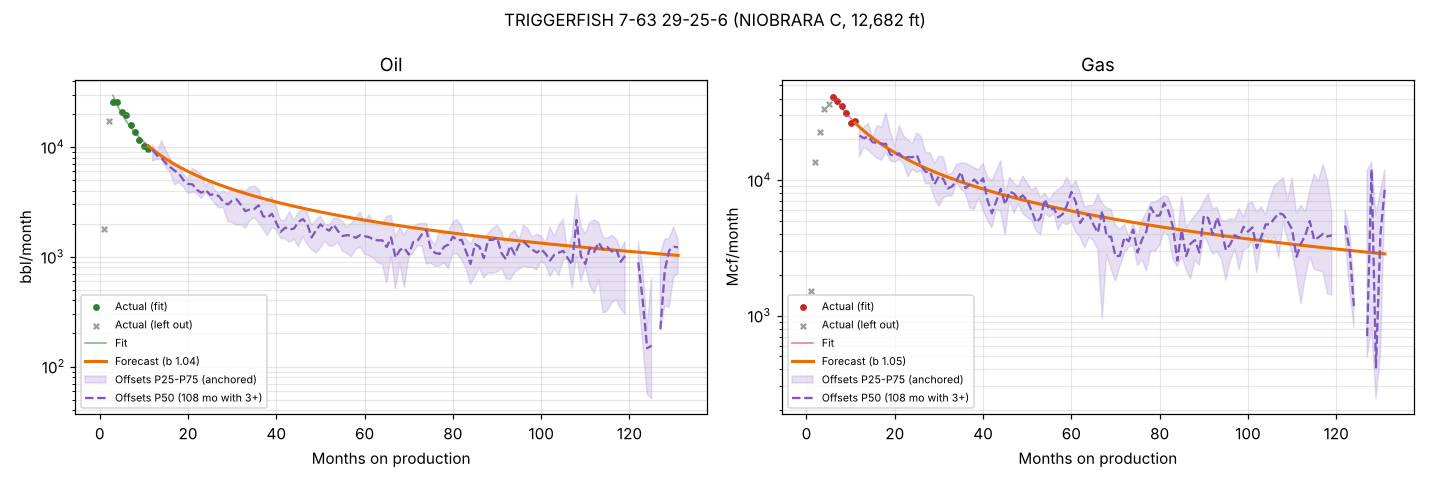 TRIGGERFISH 7-63 29-25-6 (NIOBRARA C, 12,682 ft)
Oil
bbl/month
10⁴
10³
10²
Actual (fit)
Actual (left out)
Fit
Forecast (b 1.04)
Offsets P25-P75 (anchored)
Offsets P50 (108 mo with 3+)
0 20 40 60 80 100 120
Months on production
Gas
Mcf/month
10⁴
10³
Actual (fit)
Actual (left out)
Fit
Forecast (b 1.05)
Offsets P25-P75 (anchored)
Offsets P50 (108 mo with 3+)
0 20 40 60 80 100 120
Months on production